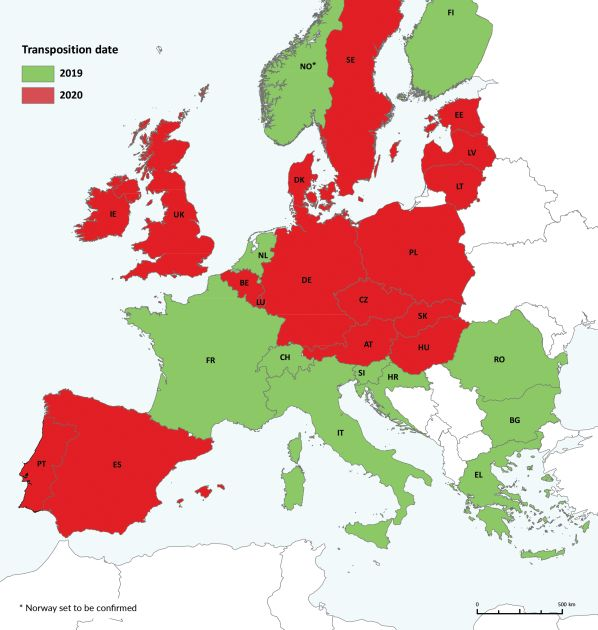 FI
Transposition date
NO*
SE
2019
2020
EE
LV
DK
LT
IE
UK
PL
NL
BE
DE
LU
CZ
SK
AT
HU
FR
CH
RO
SI
HR
BG
IT
PT
ES
EL
* Norway set to be confirmed
0
500 km